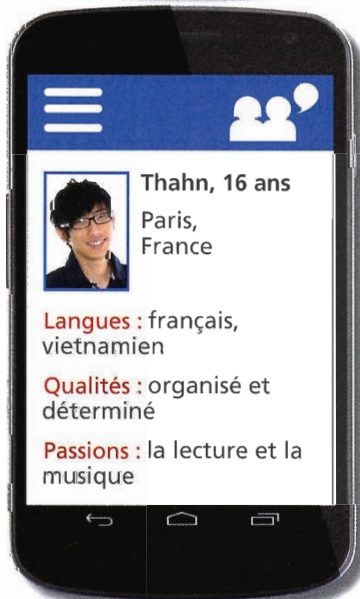 Thahn, 16 ans
Paris,
France
Langues : français,
vietnamien
Qualités : organisé et
déterminé
Passions : la lecture et la
musique